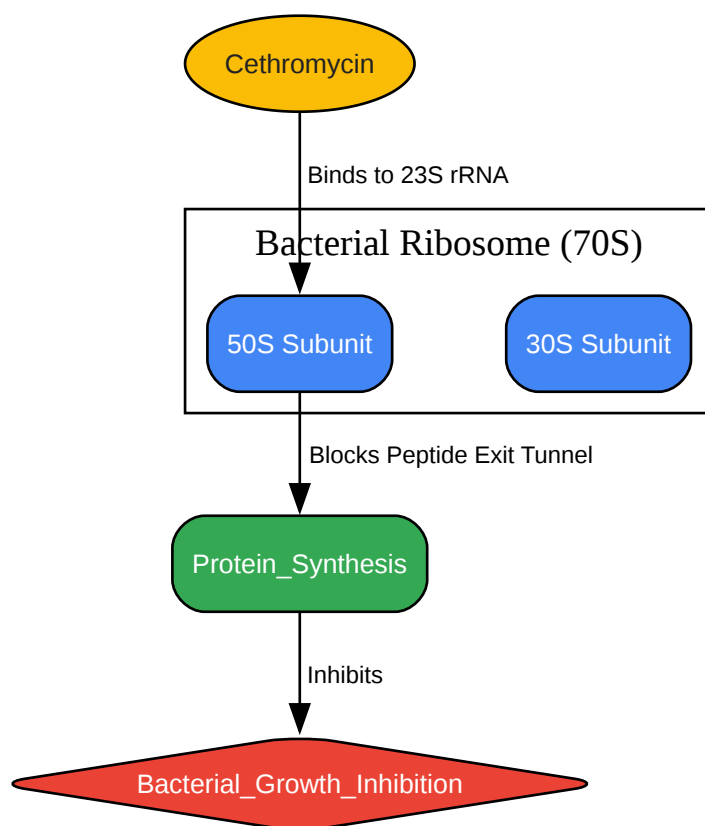 Cethromycin
Binds to 23S rRNA
Bacterial Ribosome (70S)
50S Subunit
30S Subunit
Blocks Peptide Exit Tunnel
Protein_Synthesis
Inhibits
Bacterial_Growth_Inhibition